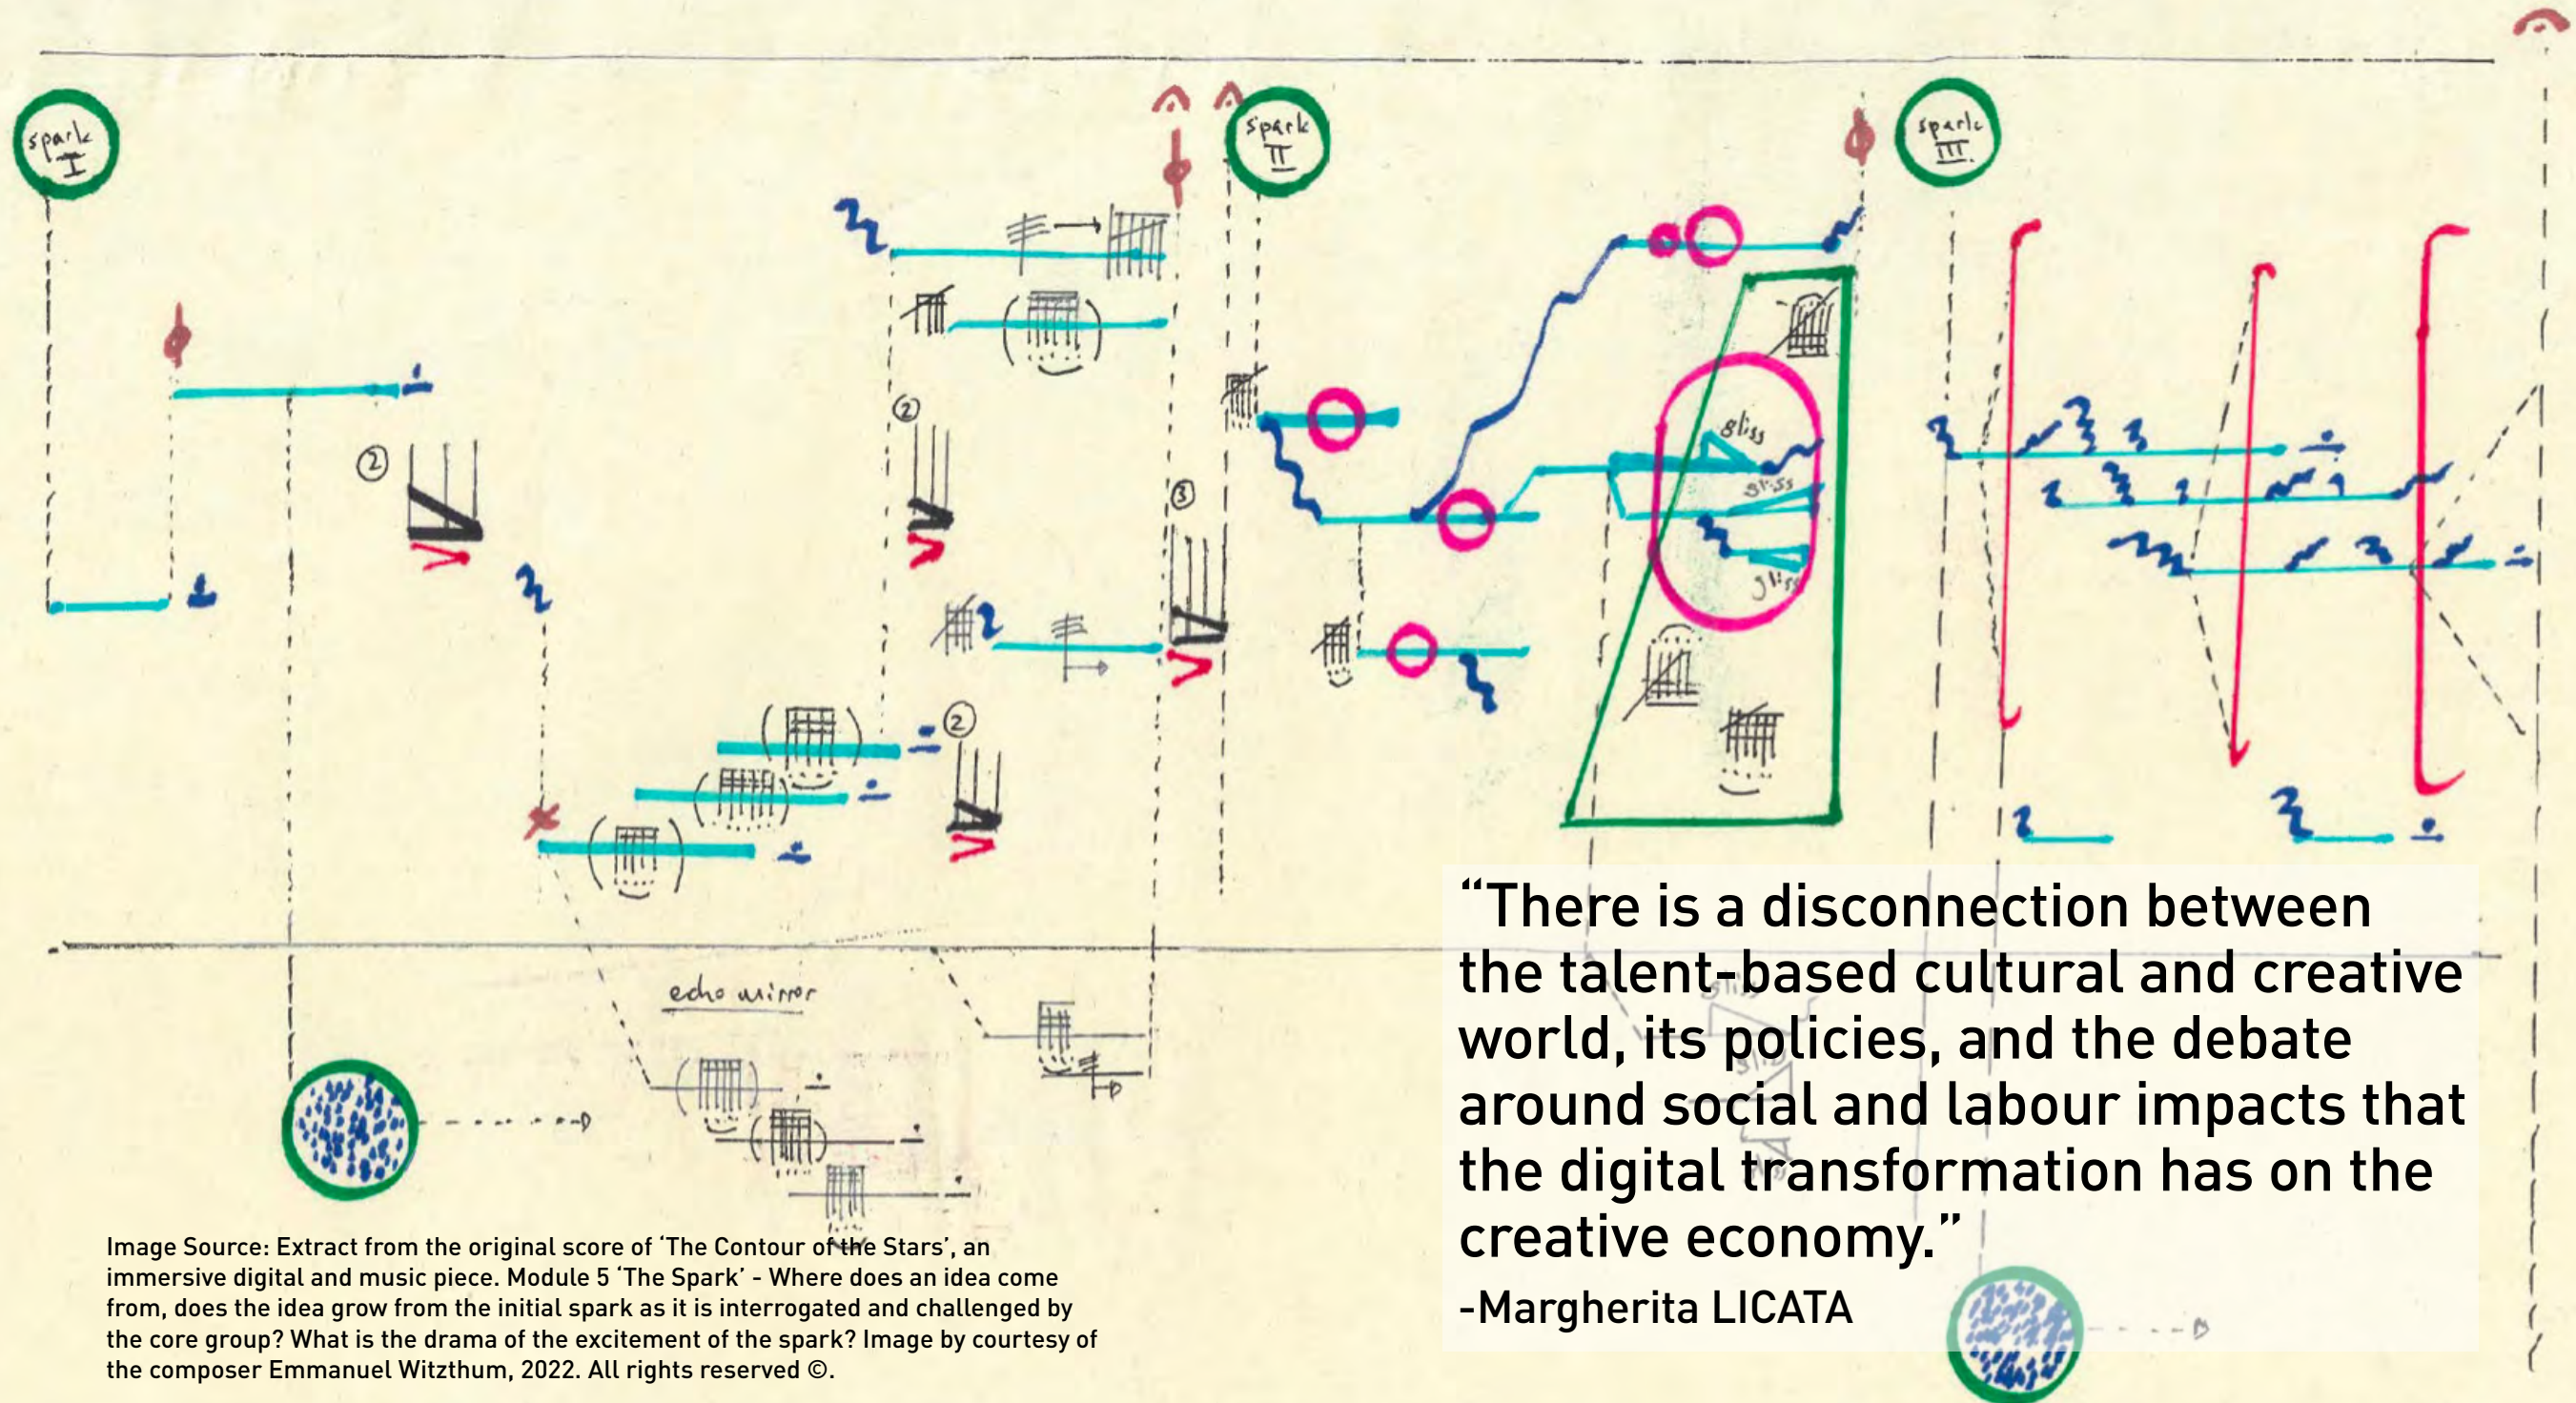 spark
I
spark
II
spark
III
②
②
③
②
gliss
gliss
gliss
echo mirror
“There is a disconnection between
the talent-based cultural and creative
world, its policies, and the debate
around social and labour impacts that
the digital transformation has on the
creative economy.”
-Margherita LICATA
Image Source: Extract from the original score of ‘The Contour of the Stars’, an
immersive digital and music piece. Module 5 ‘The Spark’ - Where does an idea come
from, does the idea grow from the initial spark as it is interrogated and challenged by
the core group? What is the drama of the excitement of the spark? Image by courtesy of
the composer Emmanuel Witzthum, 2022. All rights reserved ©.